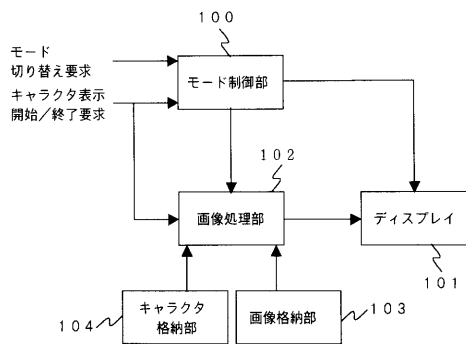 100
モード
切り替え要求
モード制御部
キャラクタ表示
開始／終了要求
102
画像処理部
ディスプレイ
101
キャラクタ
格納部
画像格納部
103
104